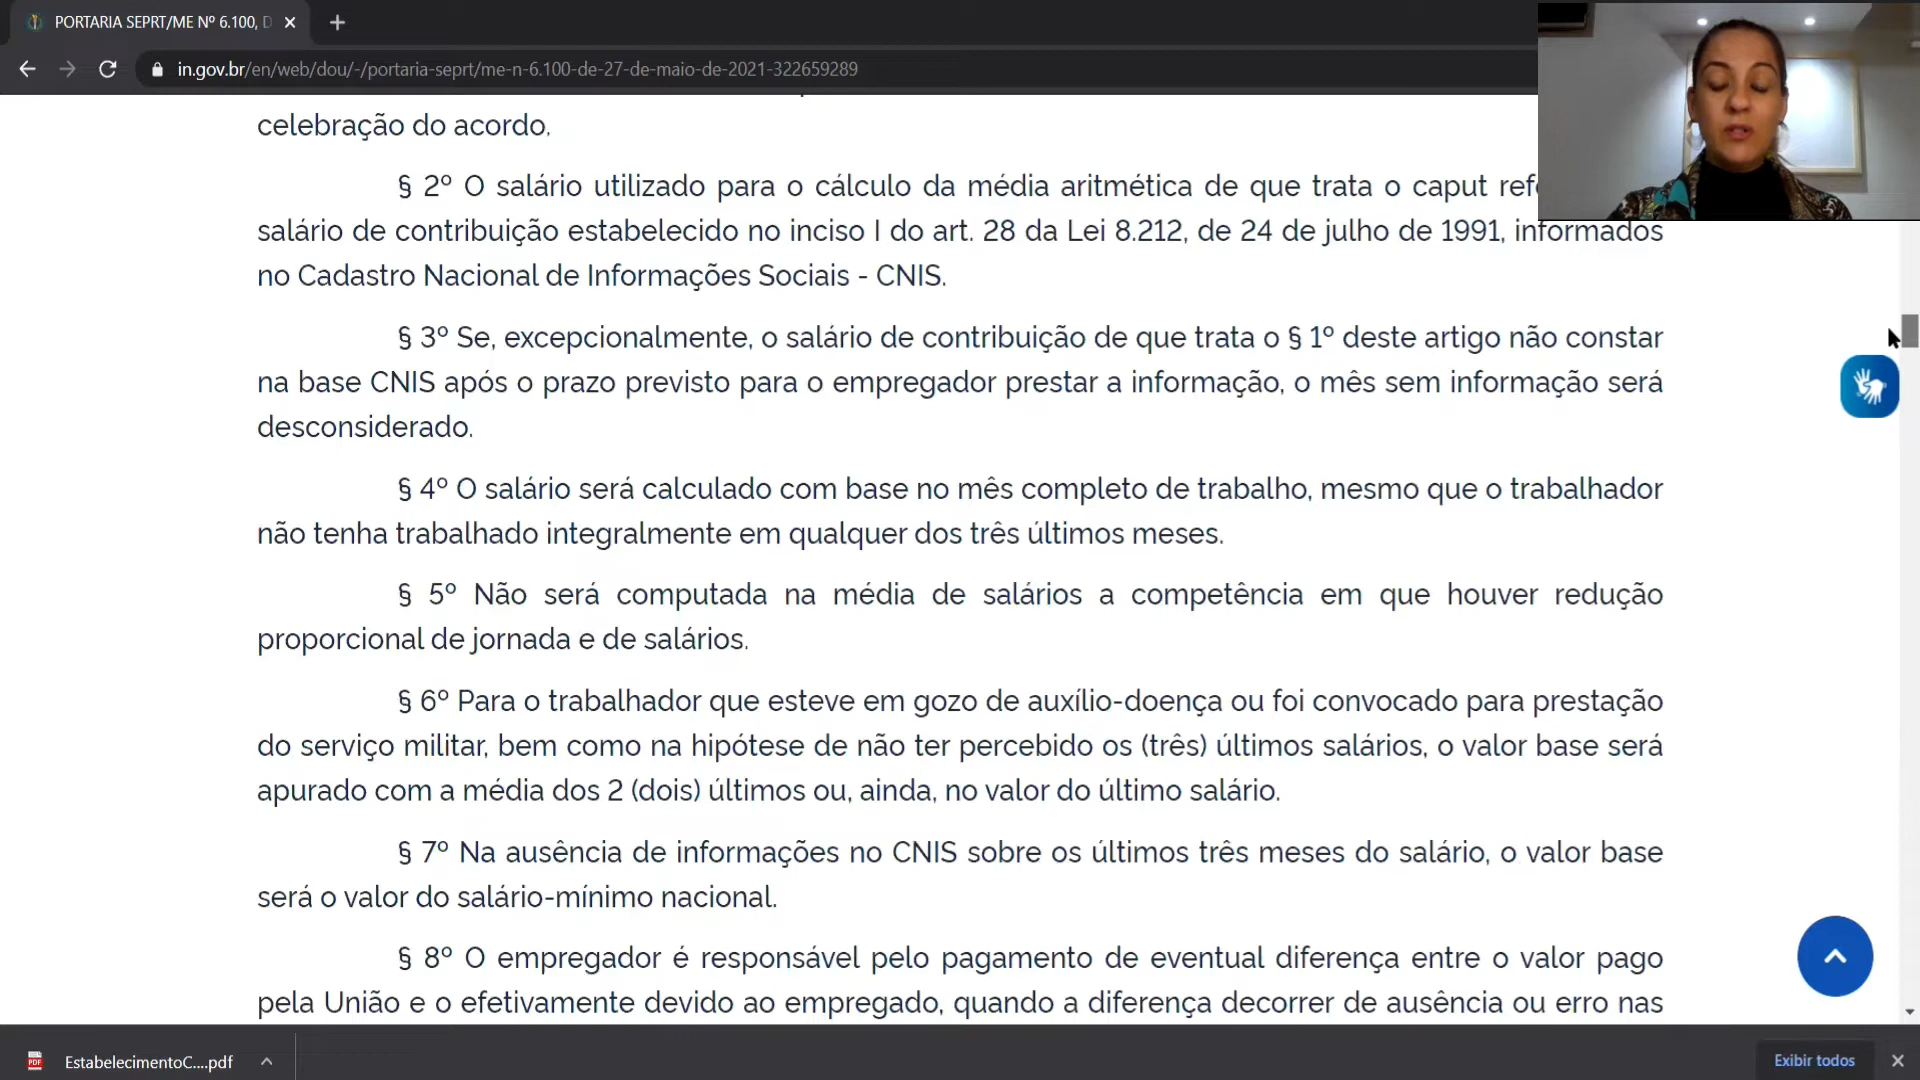 PORTARIA SEPRT/ME Nº 6.100, D
in.gov.br/en/web/dou/-/portaria-seprt/me-n-6.100-de-27-de-maio-de-2021-322659289
celebração do acordo.
§ 2º O salário utilizado para o cálculo da média aritmética de que trata o caput
salário de contribuição estabelecido no inciso I do art. 28 da Lei 8.212, de 24 de julho de 1991, informados
no Cadastro Nacional de Informações Sociais - CNIS.
§ 3º Se, excepcionalmente, o salário de contribuição de que trata o § 1º deste artigo não constar
na base CNIS após o prazo previsto para o empregador prestar a informação, o mês sem informação será
desconsiderado.
§ 4º O salário será calculado com base no mês completo de trabalho, mesmo que o trabalhador
não tenha trabalhado integralmente em qualquer dos três últimos meses.
§ 5º Não será computada na média de salários a competência em que houver redução
proporcional de jornada e de salários.
§ 6º Para o trabalhador que esteve em gozo de auxílio-doença ou foi convocado para prestação
do serviço militar, bem como na hipótese de não ter percebido os (três) últimos salários, o valor base será
apurado com a média dos 2 (dois) últimos ou, ainda, no valor do último salário.
§ 7º Na ausência de informações no CNIS sobre os últimos três meses do salário, o valor base
será o valor do salário-mínimo nacional.
§ 8º O empregador é responsável pelo pagamento de eventual diferença entre o valor pago
pela União e o efetivamente devido ao empregado, quando a diferença decorrer de ausência ou erro nas
EstabelecimentoC....pdf
Exibir todos